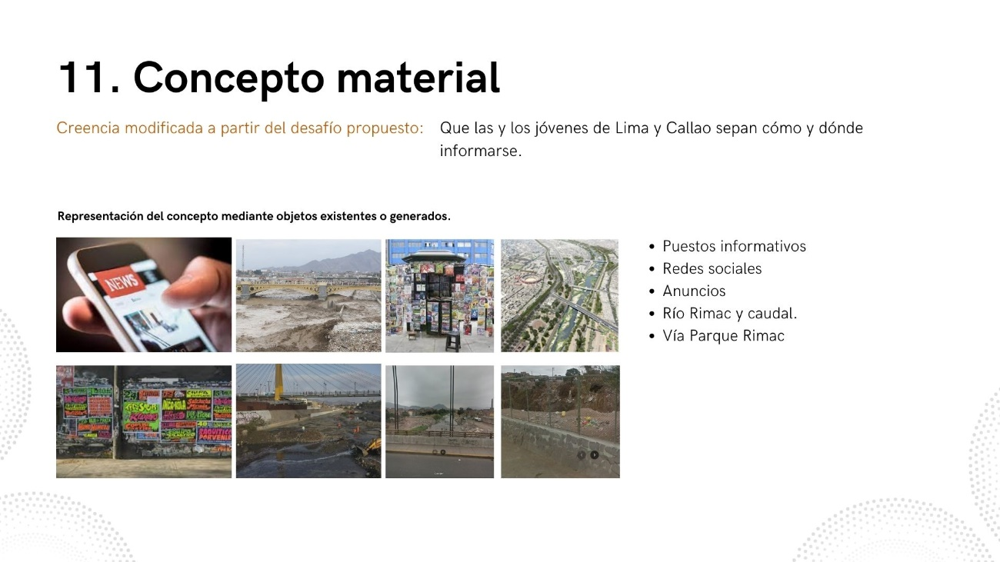 11. Concepto material
Creencia modificada a partir del desafío propuesto:
Que las y los jóvenes de Lima y Callao sepan cómo y dónde
informarse.
Representación del concepto mediante objetos existentes o generados.
NEWS
INCA-KOLA
• Puestos informativos
• Redes sociales
• Anuncios
• Río Rimac y caudal.
• Vía Parque Rimac